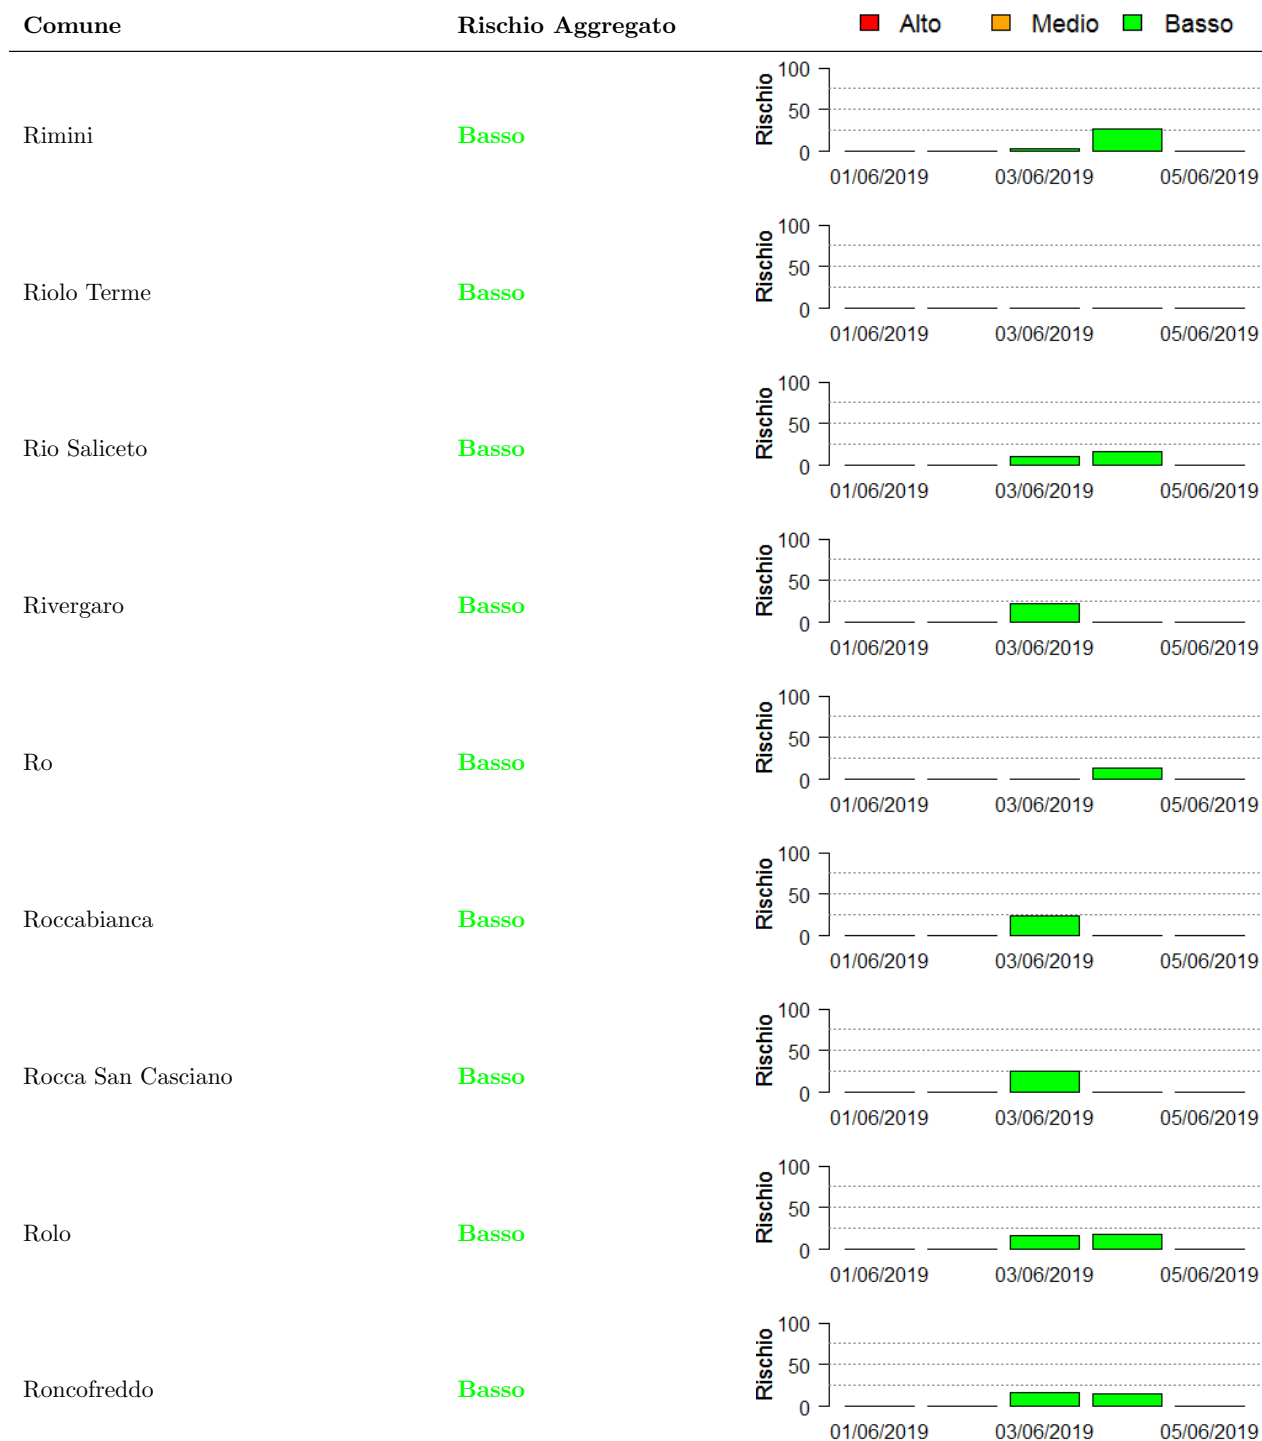 Comune Rischio Aggregato Alto Medio Basso
100
50
0
Rischio
Rimini Basso
01/06/2019 03/06/2019 05/06/2019
100
50
0
Rischio
Riolo Terme Basso
01/06/2019 03/06/2019 05/06/2019
100
50
0
Rischio
Rio Saliceto Basso
01/06/2019 03/06/2019 05/06/2019
100
50
0
Rischio
Rivergaro Basso
01/06/2019 03/06/2019 05/06/2019
100
50
0
Rischio
Ro Basso
01/06/2019 03/06/2019 05/06/2019
100
50
0
Rischio
Roccabianca Basso
01/06/2019 03/06/2019 05/06/2019
100
50
0
Rischio
Rocca San Casciano Basso
01/06/2019 03/06/2019 05/06/2019
100
50
0
Rischio
Rolo Basso
01/06/2019 03/06/2019 05/06/2019
100
50
0
Rischio
Roncofreddo Basso
01/06/2019 03/06/2019 05/06/2019